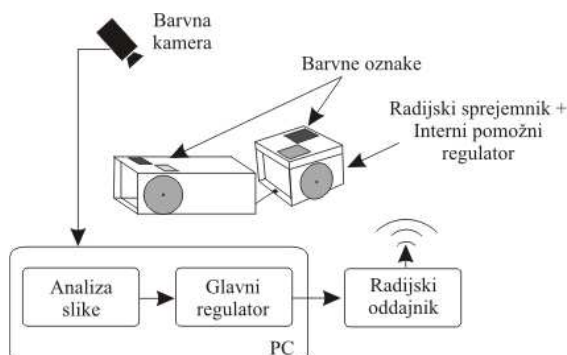 Barvna
kamera
Barvne oznake
Radijski sprejemnik +
Interni pomožni
regulator
Analiza
slike
Glavni
regulator
Radijski
oddajnik
PC